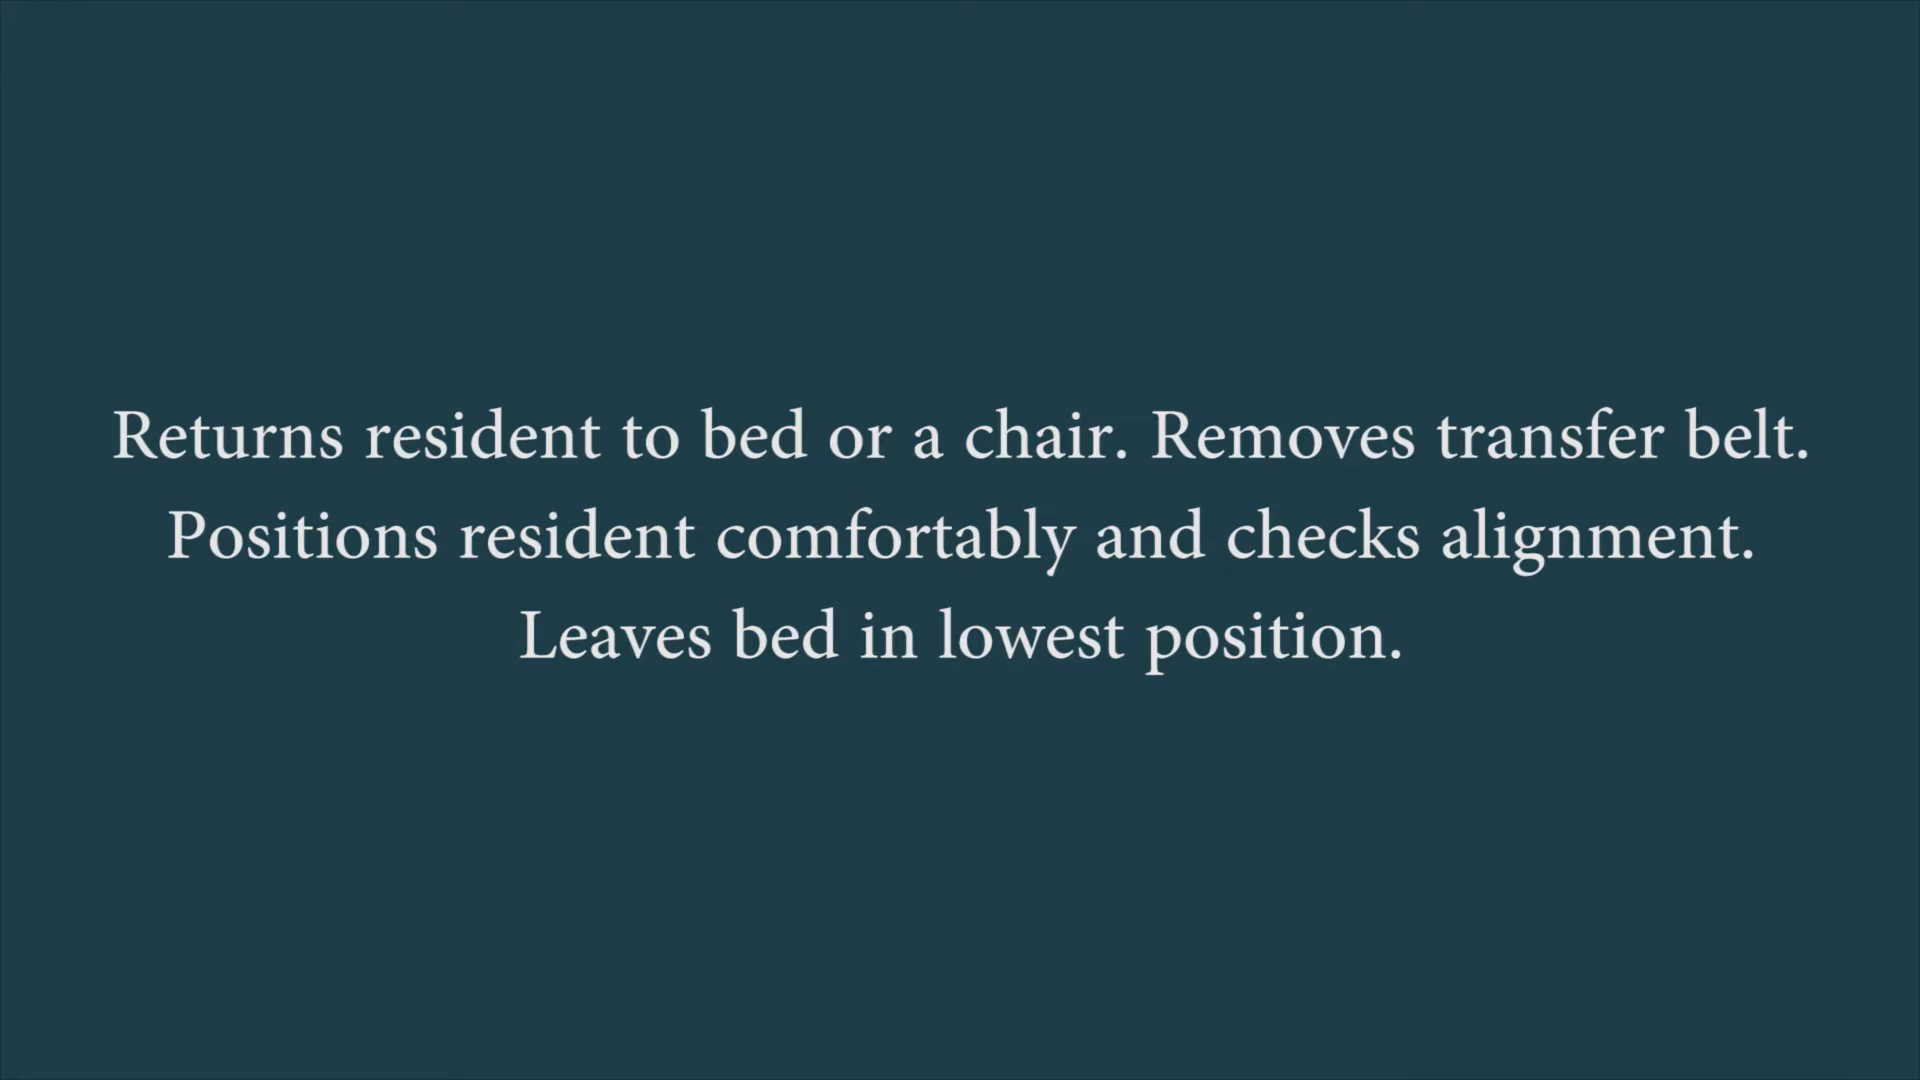 Returns resident to bed or a chair. Removes transfer belt.
Positions resident comfortably and checks alignment.
Leaves bed in lowest position.